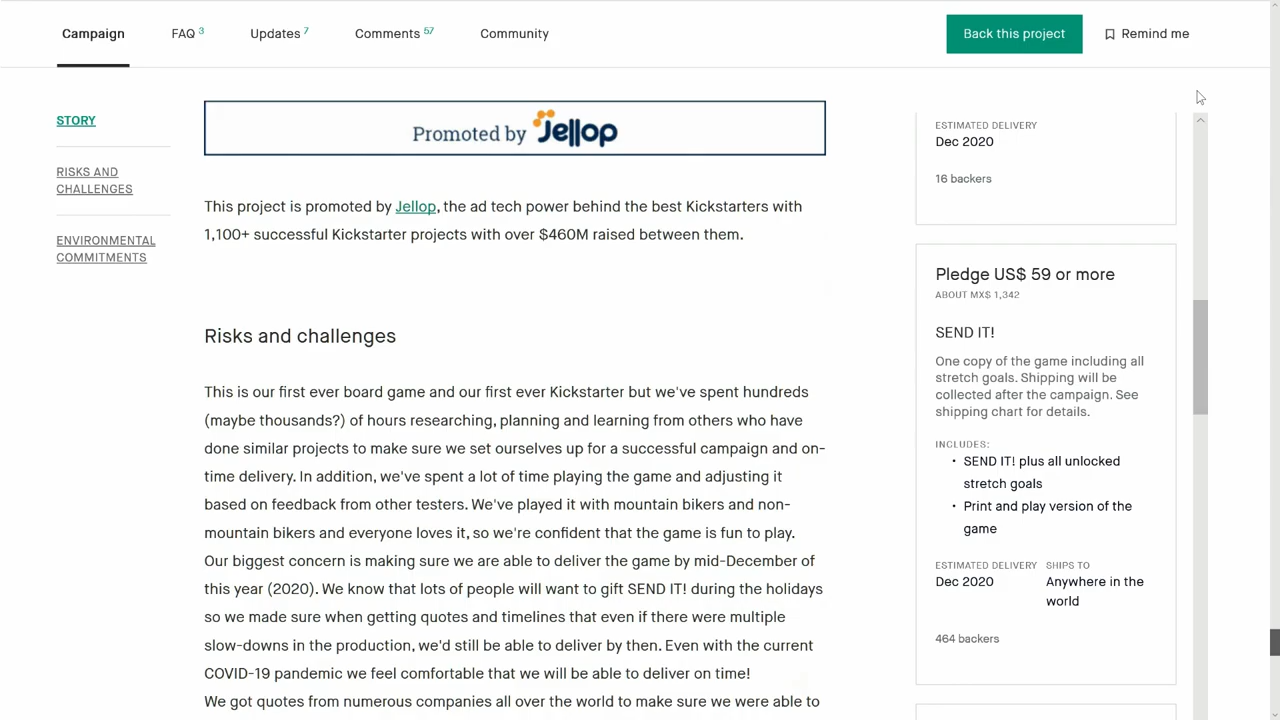 Campaign
FAQ 3
Updates 7
Comments 57
Community
Back this project
Remind me
STORY
RISKS AND
CHALLENGES
ENVIRONMENTAL
COMMITMENTS
Promoted by Jellop
This project is promoted by Jellop, the ad tech power behind the best Kickstarters with
1,100+ successful Kickstarter projects with over $460M raised between them.
Risks and challenges
This is our first ever board game and our first ever Kickstarter but we've spent hundreds
(maybe thousands?) of hours researching, planning and learning from others who have
done similar projects to make sure we set ourselves up for a successful campaign and on-
time delivery. In addition, we've spent a lot of time playing the game and adjusting it
based on feedback from other testers. We've played it with mountain bikers and non-
mountain bikers and everyone loves it, so we're confident that the game is fun to play.
Our biggest concern is making sure we are able to deliver the game by mid-December of
this year (2020). We know that lots of people will want to gift SEND IT! during the holidays
so we made sure when getting quotes and timelines that even if there were multiple
slow-downs in the production, we'd still be able to deliver by then. Even with the current
COVID-19 pandemic we feel comfortable that we will be able to deliver on time!
We got quotes from numerous companies all over the world to make sure we were able to
ESTIMATED DELIVERY
Dec 2020
16 backers
Pledge US$ 59 or more
ABOUT MX$ 1,342
SEND IT!
One copy of the game including all
stretch goals. Shipping will be
collected after the campaign. See
shipping chart for details.
INCLUDES:
• SEND IT! plus all unlocked
stretch goals
• Print and play version of the
game
ESTIMATED DELIVERY
Dec 2020
SHIPS TO
Anywhere in the
world
464 backers